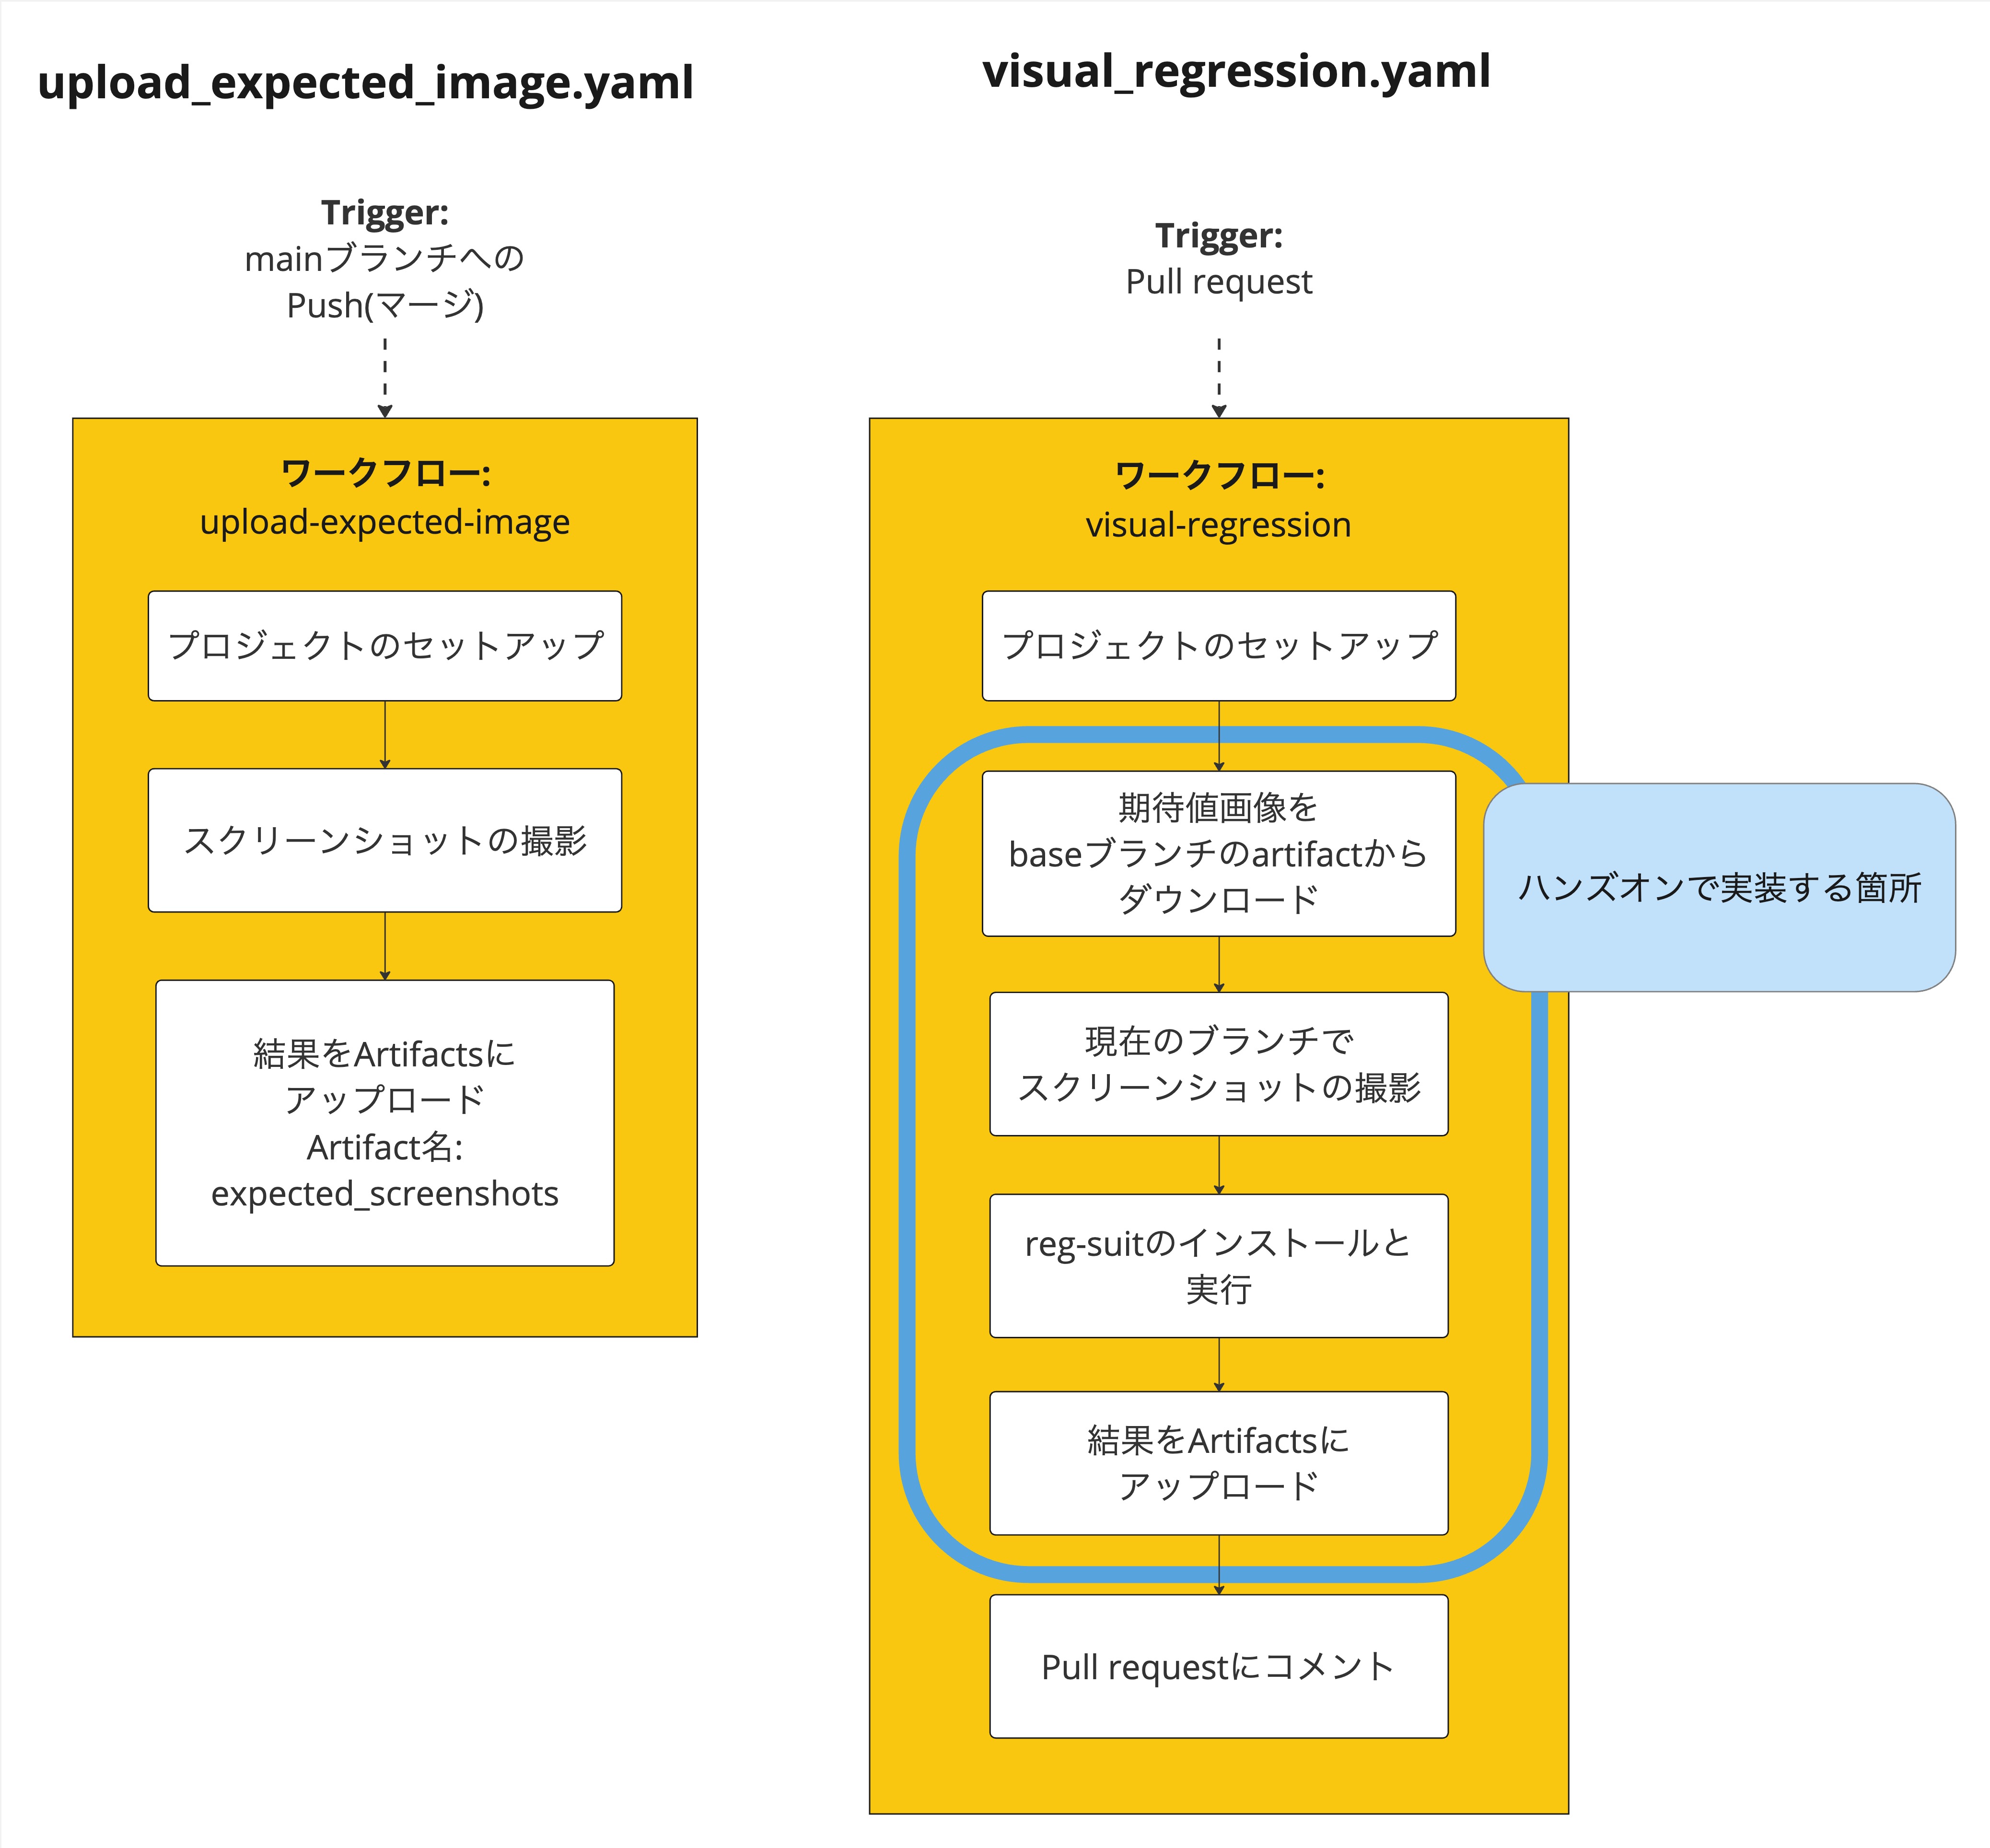 upload_expected_image.yaml
Trigger:
mainブランチへの
Push(マージ)
ワークフロー:
upload-expected-image
プロジェクトのセットアップ
スクリーンショットの撮影
結果をArtifactsに
アップロード
Artifact名:
expected_screenshots
visual_regression.yaml
Trigger:
Pull request
ワークフロー:
visual-regression
プロジェクトのセットアップ
期待値画像を
baseブランチのartifactから
ダウンロード
ハンズオンで実装する箇所
現在のブランチで
スクリーンショットの撮影
reg-suitのインストールと
実行
結果をArtifactsに
アップロード
Pull requestにコメント